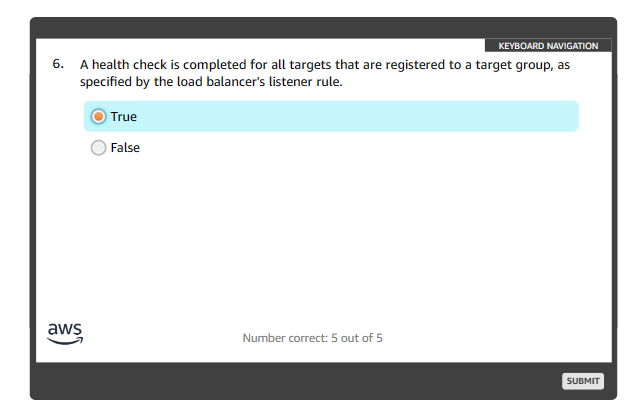 KEYBOARD NAVIGATION
6. A health check is completed for all targets that are registered to a target group, as
specified by the load balancer's listener rule.
True
False
aws
Number correct: 5 out of 5
SUBMIT